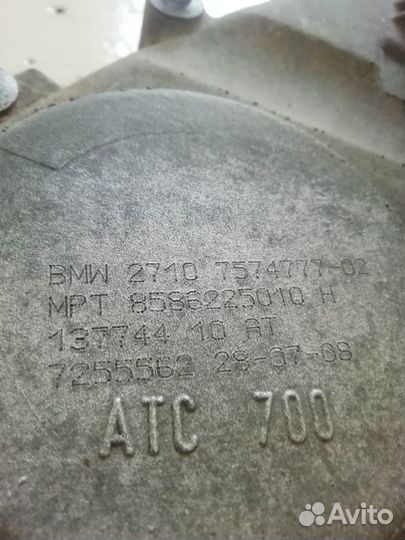 BMW 2710 7574777-02
MPT 8586225010 H
137744 10 AT
7255562 28-07-08
ATC 700
Avito